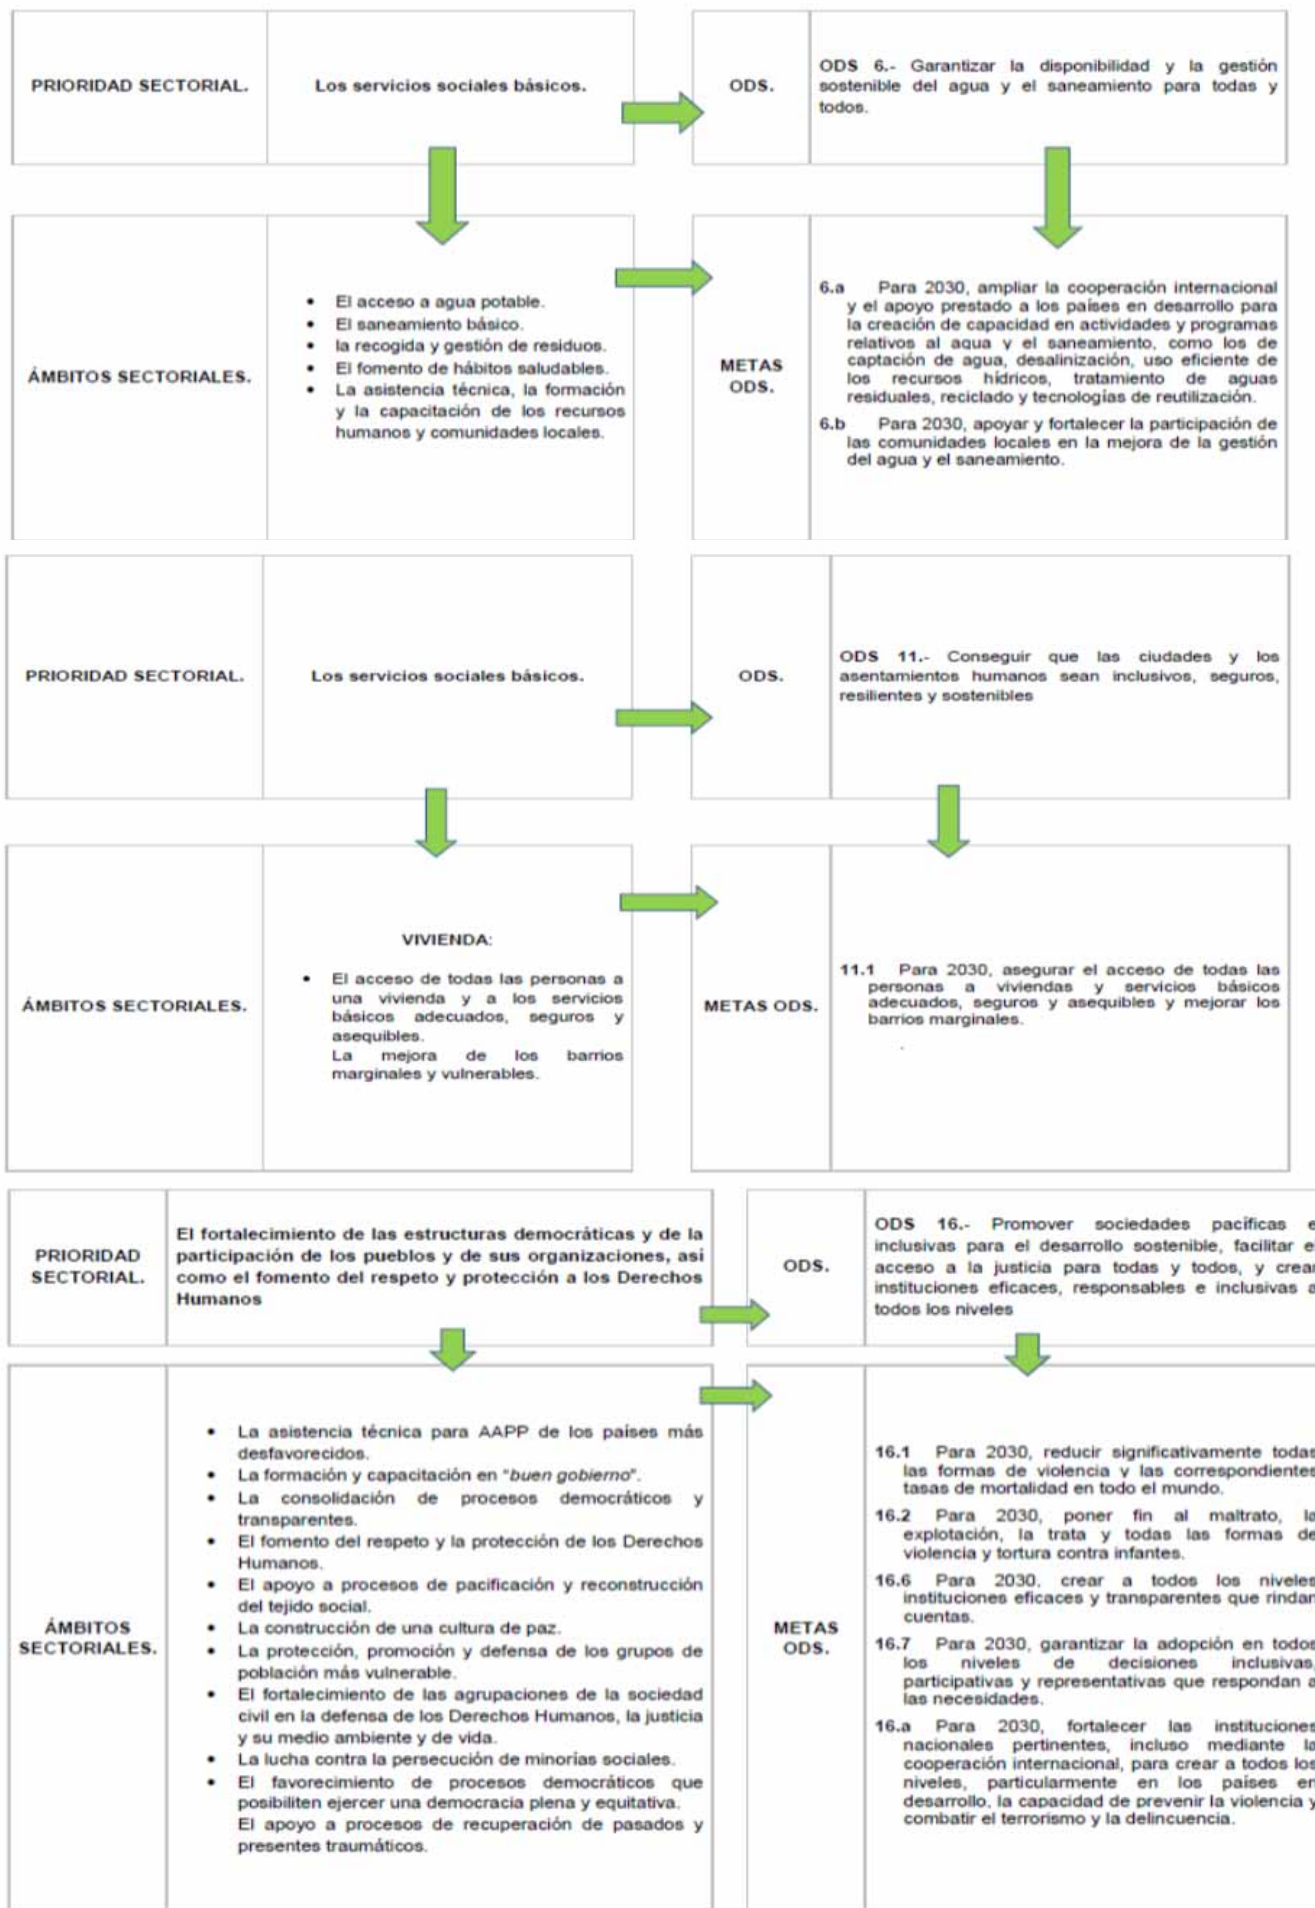 PRIORIDAD SECTORIAL.
Los servicios sociales básicos.
ODS.
ODS 6.- Garantizar la disponibilidad y la gestión
sostenible del agua y el saneamiento para todas y
todos.
ÁMBITOS SECTORIALES.
• El acceso a agua potable.
• El saneamiento básico.
• la recogida y gestión de residuos.
• El fomento de hábitos saludables.
• La asistencia técnica, la formación
y la capacitación de los recursos
humanos y comunidades locales.
METAS
ODS.
6.a Para 2030, ampliar la cooperación internacional
y el apoyo prestado a los países en desarrollo para
la creación de capacidad en actividades y programas
relativos al agua y el saneamiento, como los de
captación de agua, desalinización, uso eficiente de
los recursos hídricos, tratamiento de aguas
residuales, reciclado y tecnologías de reutilización.
6.b Para 2030, apoyar y fortalecer la participación de
las comunidades locales en la mejora de la gestión
del agua y el saneamiento.
PRIORIDAD SECTORIAL.
Los servicios sociales básicos.
ODS.
ODS 11.- Conseguir que las ciudades y los
asentamientos humanos sean inclusivos, seguros,
resilientes y sostenibles
ÁMBITOS SECTORIALES.
VIVIENDA:
• El acceso de todas las personas a
una vivienda y a los servicios
básicos adecuados, seguros y
asequibles.
La mejora de los barrios
marginales y vulnerables.
METAS ODS.
11.1 Para 2030, asegurar el acceso de todas las
personas a viviendas y servicios básicos
adecuados, seguros y asequibles y mejorar los
barrios marginales.
.
PRIORIDAD
SECTORIAL.
El fortalecimiento de las estructuras democráticas y de la
participación de los pueblos y de sus organizaciones, así
como el fomento del respeto y protección a los Derechos
Humanos
ODS.
ODS 16.- Promover sociedades pacíficas e
inclusivas para el desarrollo sostenible, facilitar el
acceso a la justicia para todas y todos, y crear
instituciones eficaces, responsables e inclusivas a
todos los niveles
ÁMBITOS
SECTORIALES.
• La asistencia técnica para AAPP de los países más
desfavorecidos.
• La formación y capacitación en "buen gobierno".
• La consolidación de procesos democráticos y
transparentes.
• El fomento del respeto y la protección de los Derechos
Humanos.
• El apoyo a procesos de pacificación y reconstrucción
del tejido social.
• La construcción de una cultura de paz.
• La protección, promoción y defensa de los grupos de
población más vulnerable.
• El fortalecimiento de las agrupaciones de la sociedad
civil en la defensa de los Derechos Humanos, la justicia
y su medio ambiente y de vida.
• La lucha contra la persecución de minorías sociales.
• El favorecimiento de procesos democráticos que
posibiliten ejercer una democracia plena y equitativa.
El apoyo a procesos de recuperación de pasados y
presentes traumáticos.
METAS
ODS.
16.1 Para 2030, reducir significativamente todas
las formas de violencia y las correspondientes
tasas de mortalidad en todo el mundo.
16.2 Para 2030, poner fin al maltrato, la
explotación, la trata y todas las formas de
violencia y tortura contra infantes.
16.6 Para 2030, crear a todos los niveles
instituciones eficaces y transparentes que rindan
cuentas.
16.7 Para 2030, garantizar la adopción en todos
los niveles de decisiones inclusivas,
participativas y representativas que respondan a
las necesidades.
16.a Para 2030, fortalecer las instituciones
nacionales pertinentes, incluso mediante la
cooperación internacional, para crear a todos los
niveles, particularmente en los países en
desarrollo, la capacidad de prevenir la violencia y
combatir el terrorismo y la delincuencia.